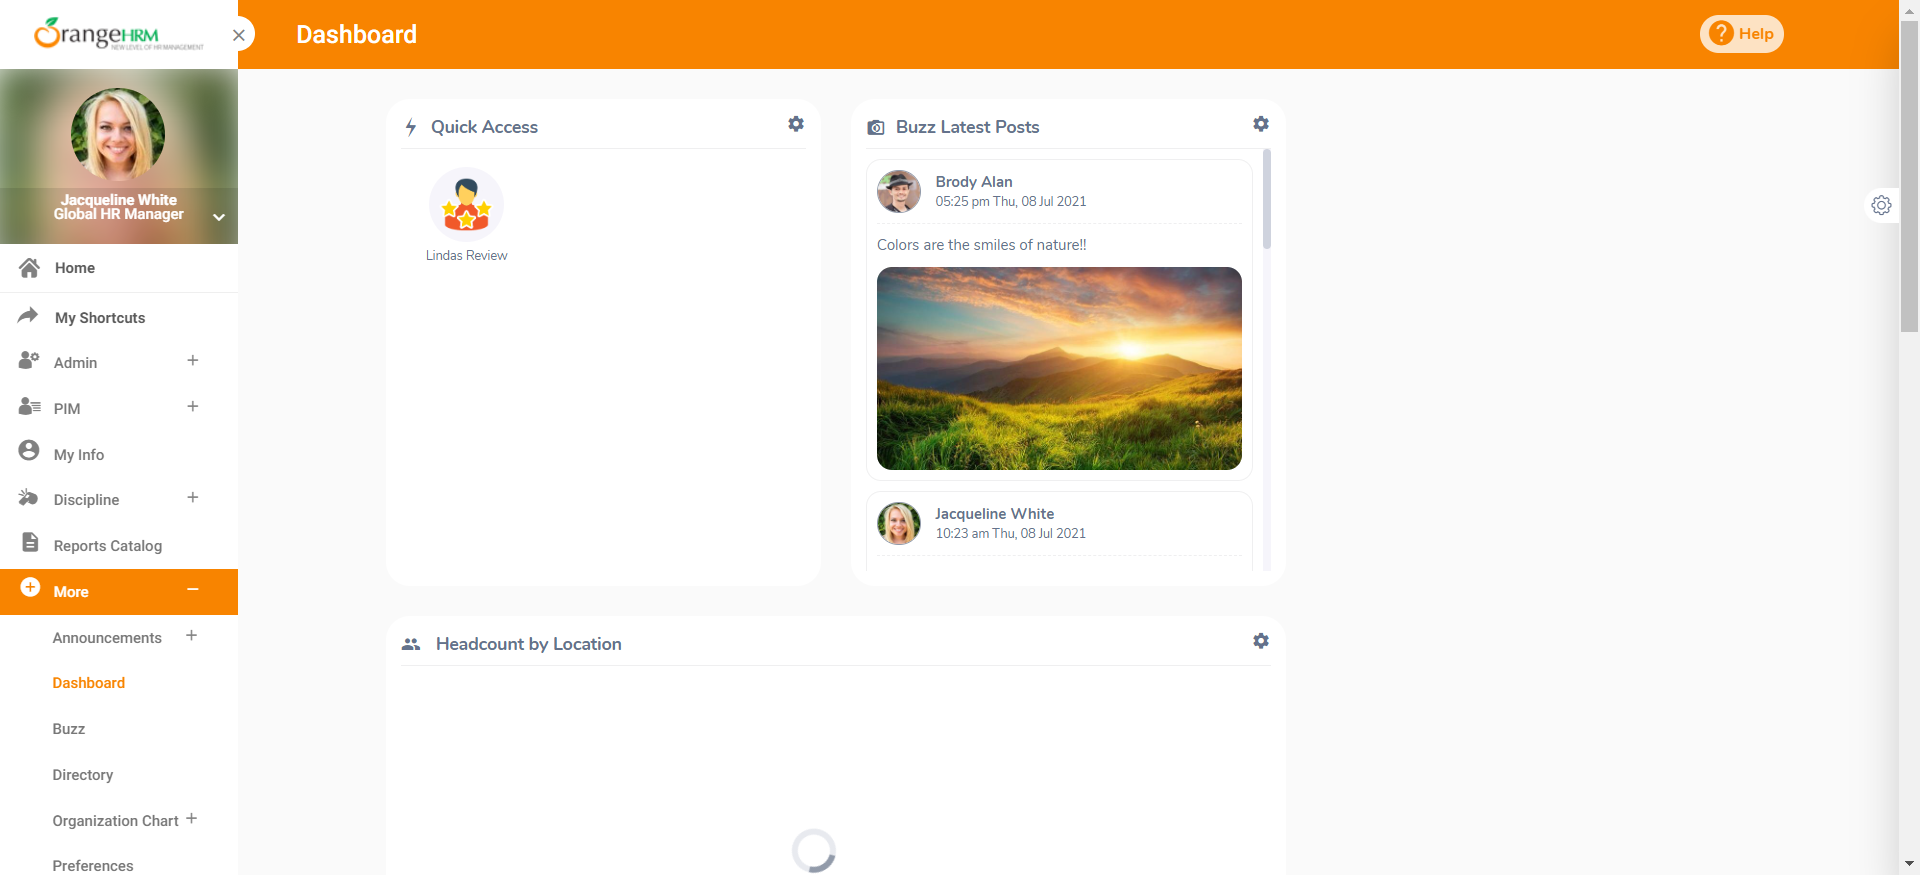 OrangeHRM
NEW LEVEL OF HR MANAGEMENT
Dashboard
? Help
Jacqueline White
Global HR Manager
Home
My Shortcuts
Admin
PIM
My Info
Discipline
Reports Catalog
More
Announcements
Dashboard
Buzz
Directory
Organization Chart
Preferences
Quick Access
Lindas Review
Buzz Latest Posts
Brody Alan
05:25 pm Thu, 08 Jul 2021
Colors are the smiles of nature!!
Jacqueline White
10:23 am Thu, 08 Jul 2021
Headcount by Location